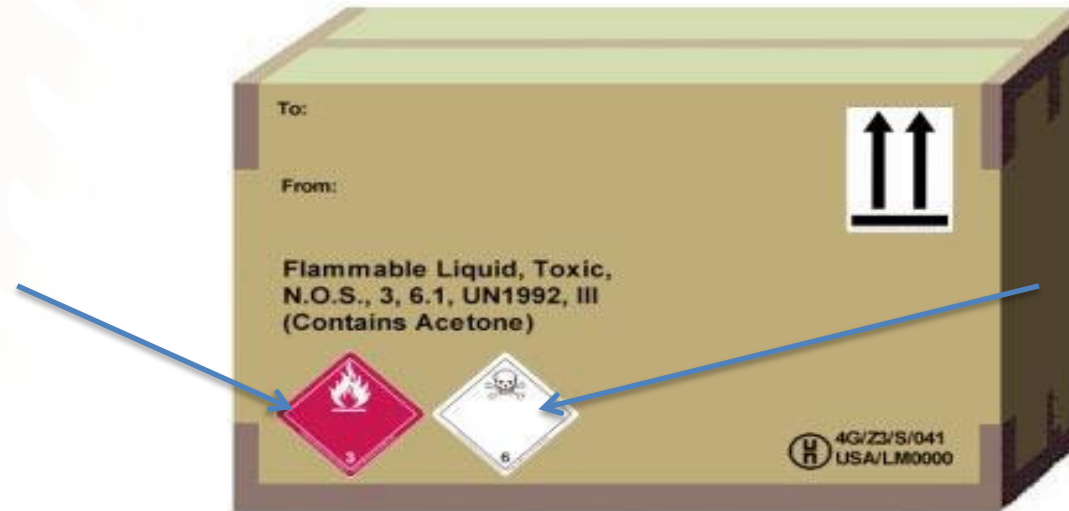 To:
From:
Flammable Liquid, Toxic,
N.O.S., 3, 6.1, UN1992, III
(Contains Acetone)
3
6
un
4G/Z3/S/041
USA/LM0000